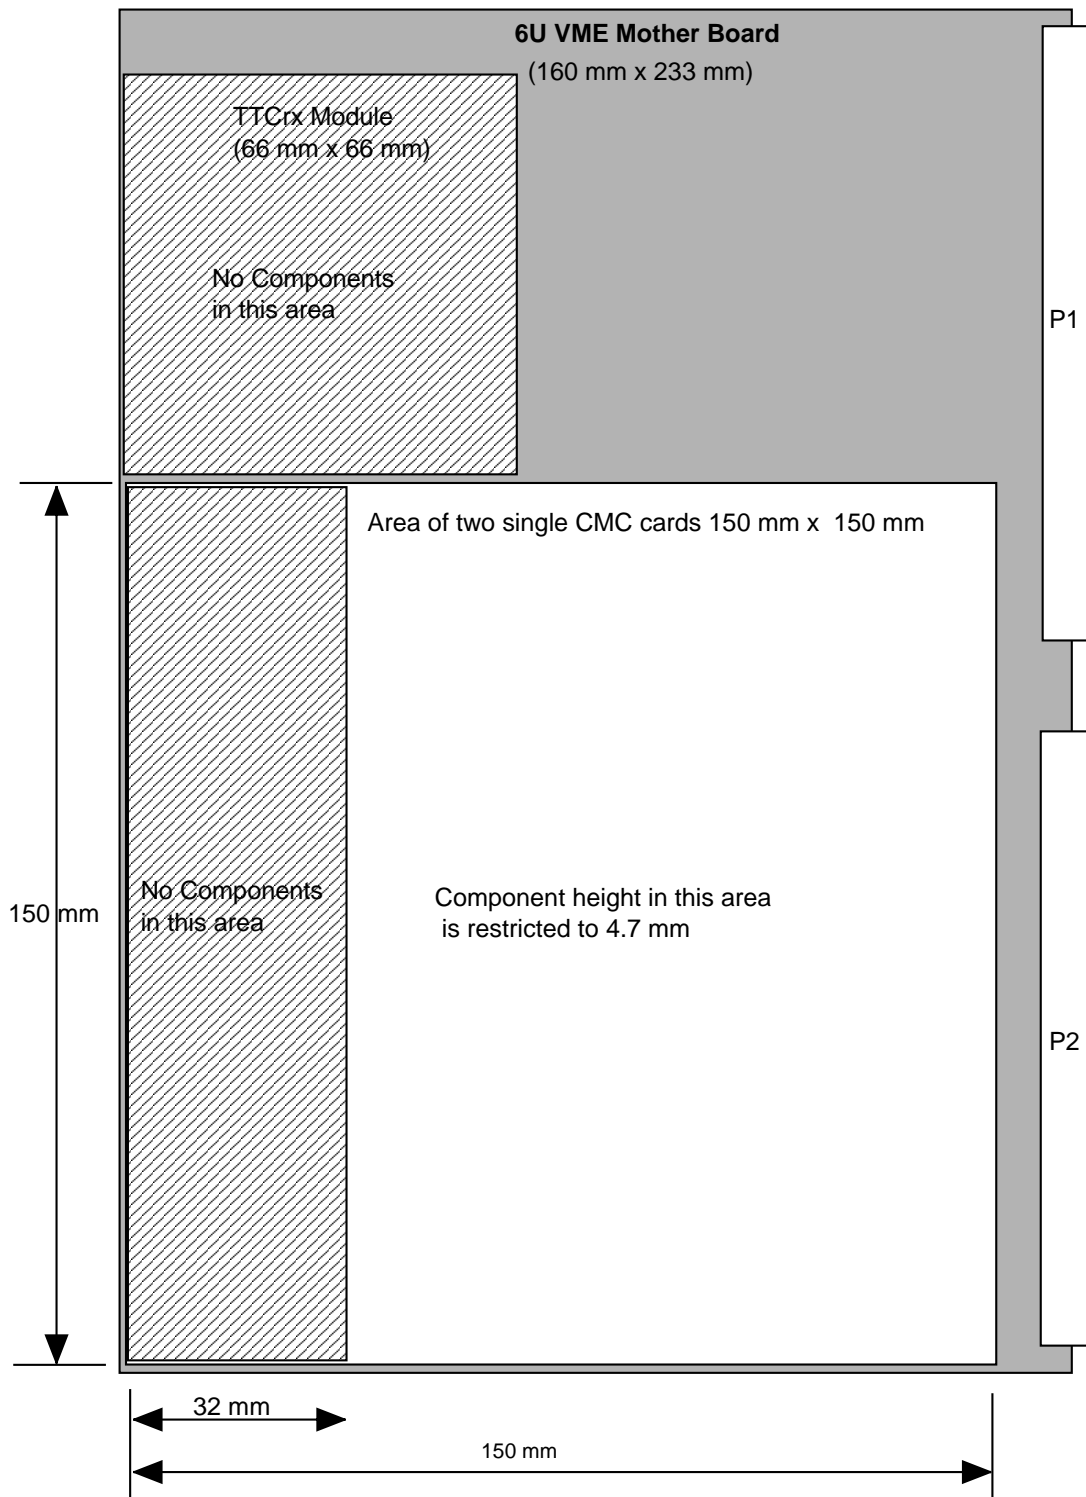 6U VME Mother Board
(160 mm x 233 mm)
TTCrx Module
(66 mm x 66 mm)
No Components
in this area
P1
Area of two single CMC cards 150 mm x  150 mm
No Components
in this area
Component height in this area
is restricted to 4.7 mm
150 mm
P2
32 mm
150 mm